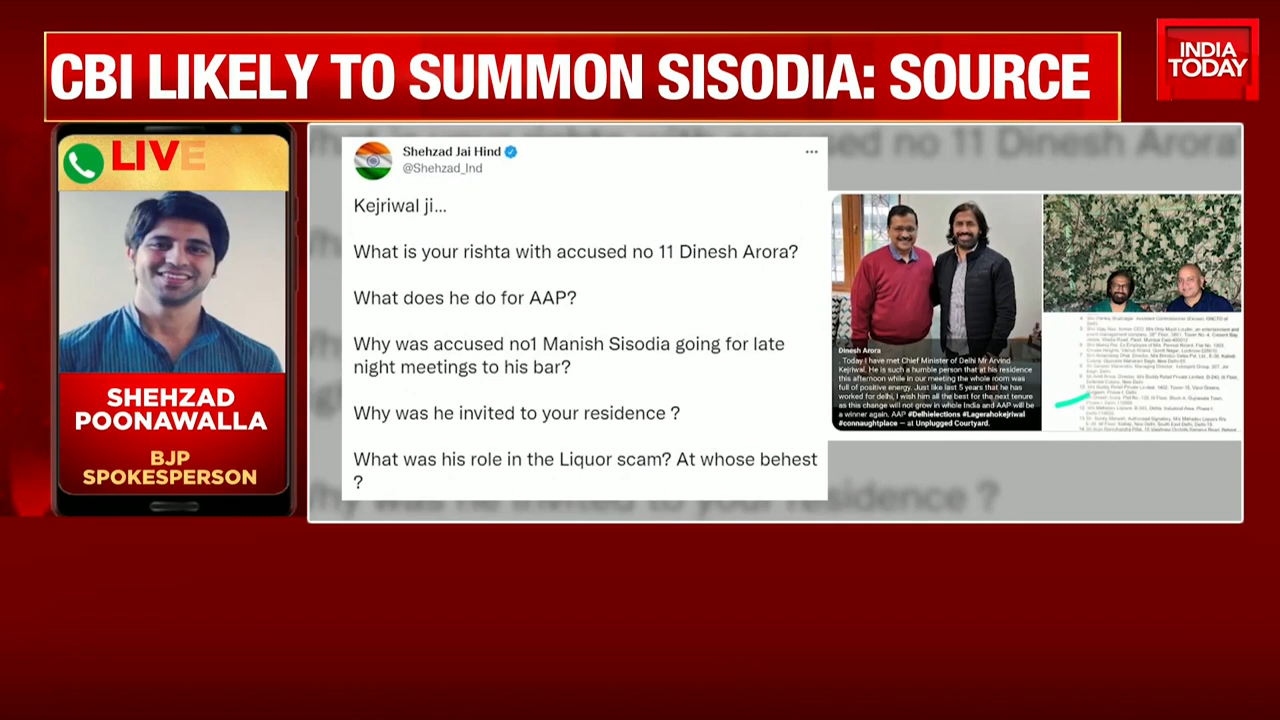 CBI LIKELY TO SUMMON SISODIA: SOURCE
INDIA
TODAY
LIVE
SHEHZAD
POONAWALLA
BJP
SPOKESPERSON
Shehzad Jai Hind
@Shehzad_Ind
Kejriwal ji...
What is your rishta with accused no 11 Dinesh Arora?
What does he do for AAP?
Why was accused no1 Manish Sisodia going for late
night meetings to his bar?
Why was he invited to your residence ?
What was his role in the Liquor scam? At whose behest
?
Dinesh Arora
. Today I have met Chief Minister of Delhi Mr Arvind
Kejriwal. He is such a humble person that at his residence
this afternoon while in our meeting the whole room was
full of positive energy. Just like last 5 years that he has
worked for delhi, I wish him all the best for the next tenure
as this change will not grow in whole India and AAP will be
a winner again. AAP #Delhielections #Lagerahokejriwal
#connaughtplace — at Unplugged Courtyard.